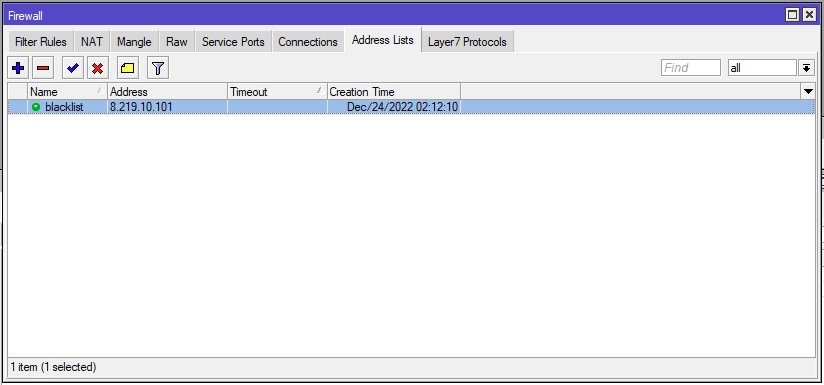 Firewall
Filter Rules NAT Mangle Raw Service Ports Connections Address Lists Layer7 Protocols
Find all
Name Address Timeout Creation Time
blacklist 8.219.10.101 Dec/24/2022 02:12:10
1 item (1 selected)